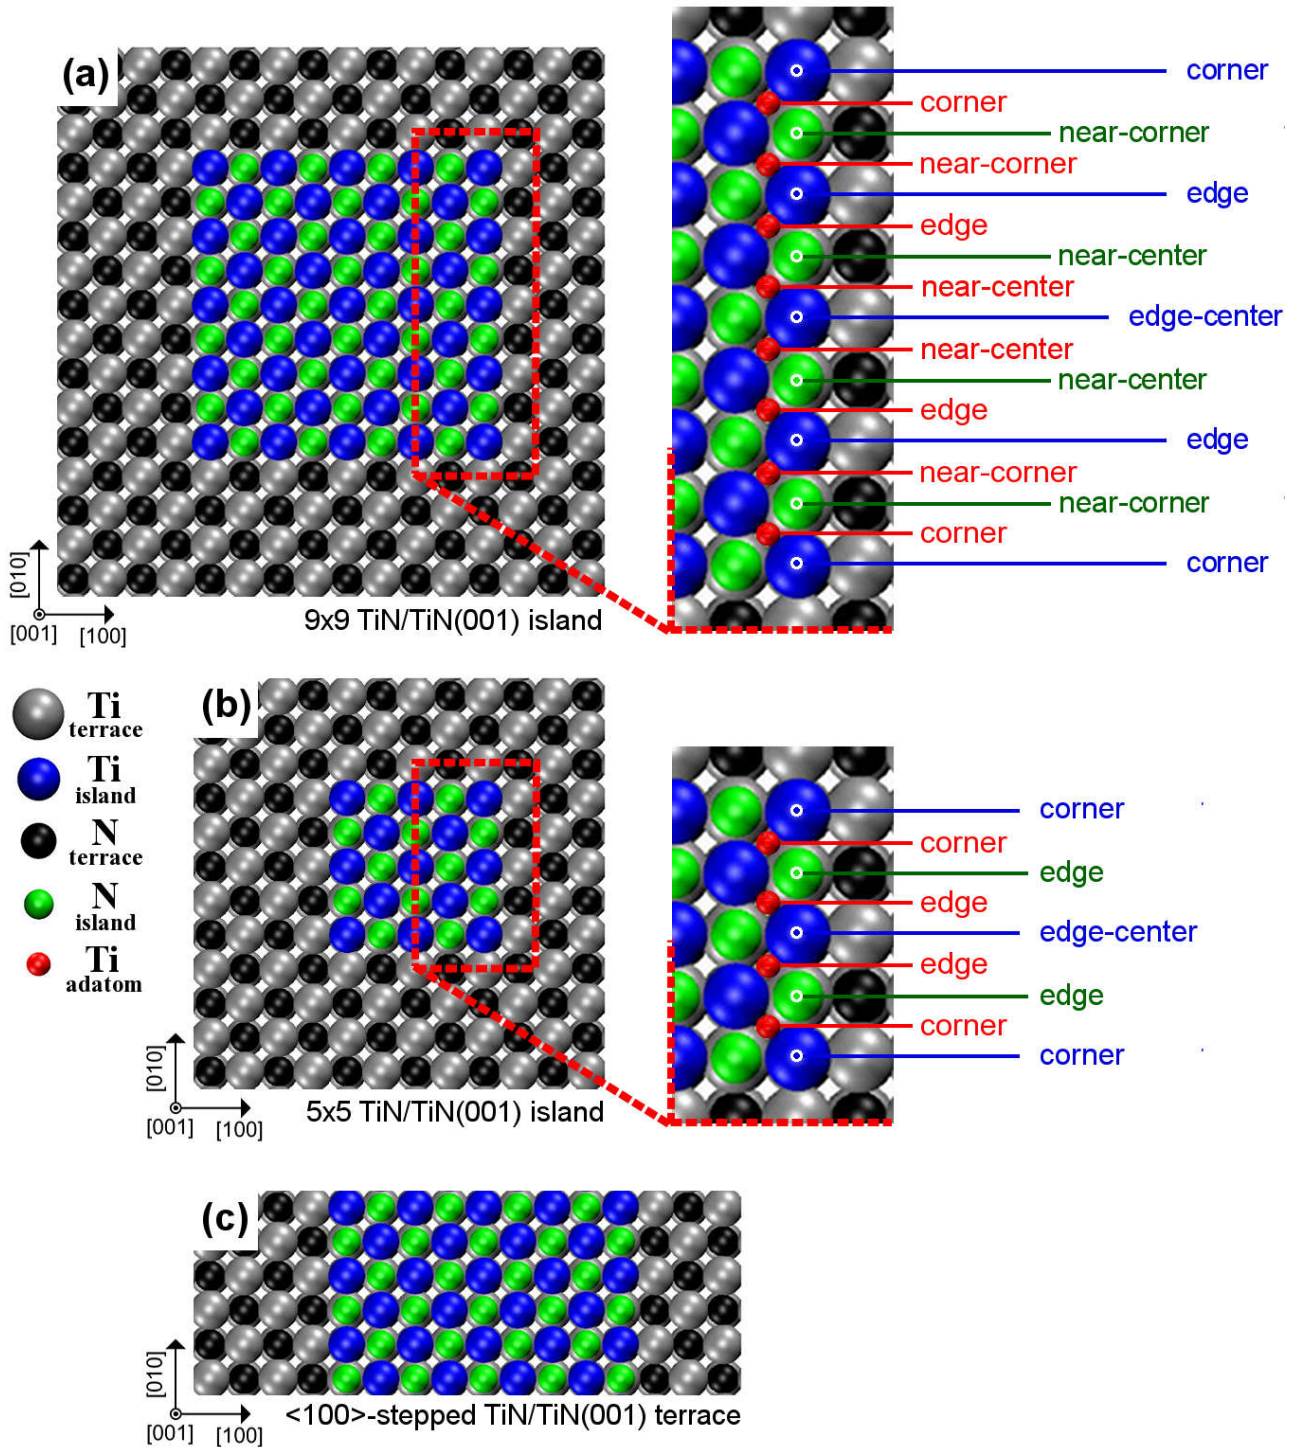 (a)
corner
corner
near-corner
near-corner
edge
edge
near-center
near-center
edge-center
near-center
near-center
edge
edge
near-corner
near-corner
corner
corner
[010]
[001] [100]
9x9 TiN/TiN(001) island
Ti
terrace
Ti
island
N
terrace
N
island
Ti
adatom
(b)
corner
corner
edge
edge
edge-center
edge
edge
corner
corner
[010]
[001] [100]
5x5 TiN/TiN(001) island
(c)
[010]
[001] [100]
<100>-stepped TiN/TiN(001) terrace